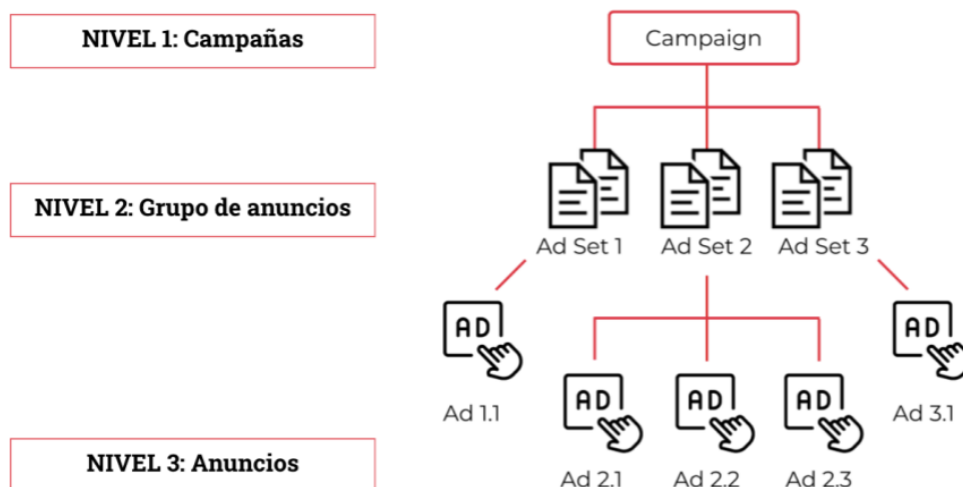 NIVEL 1: Campañas
Campaign
NIVEL 2: Grupo de anuncios
Ad Set 1
Ad Set 2
Ad Set 3
AD
AD
Ad 1.1
Ad 3.1
AD
AD
AD
NIVEL 3: Anuncios
Ad 2.1
Ad 2.2
Ad 2.3